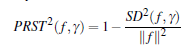 PRST²(f,γ) = 1 − SD²(f,γ) / ‖f‖²